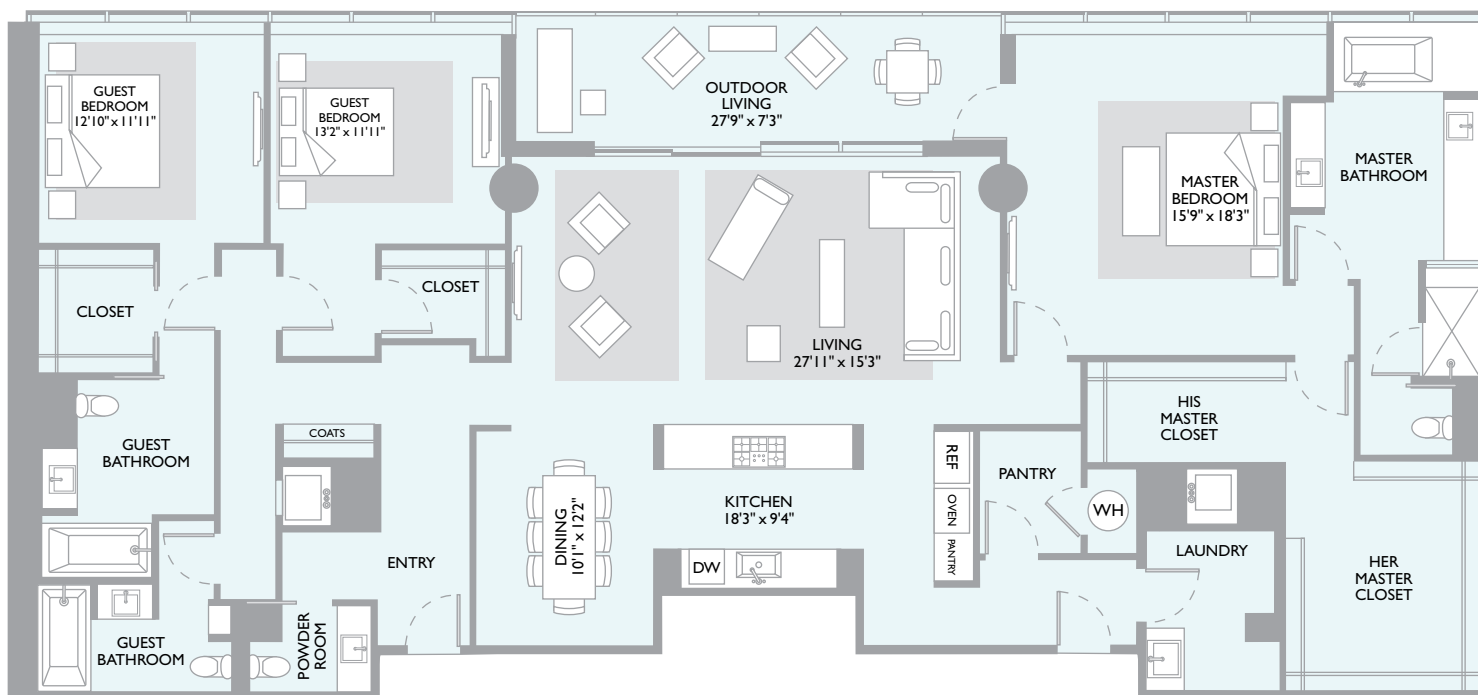 GUEST
BEDROOM
12'10" x 11'11"
GUEST
BEDROOM
13'2" x 11'11"
OUTDOOR
LIVING
27'9" x 7'3"
MASTER
BEDROOM
15'9" x 18'3"
MASTER
BATHROOM
CLOSET
CLOSET
LIVING
27'11" x 15'3"
HIS
MASTER
CLOSET
COATS
GUEST
BATHROOM
REF
OVEN
PANTRY
PANTRY
WH
KITCHEN
18'3" x 9'4"
DINING
10'1" x 12'2"
DW
ENTRY
LAUNDRY
HER
MASTER
CLOSET
GUEST
BATHROOM
POWDER
ROOM